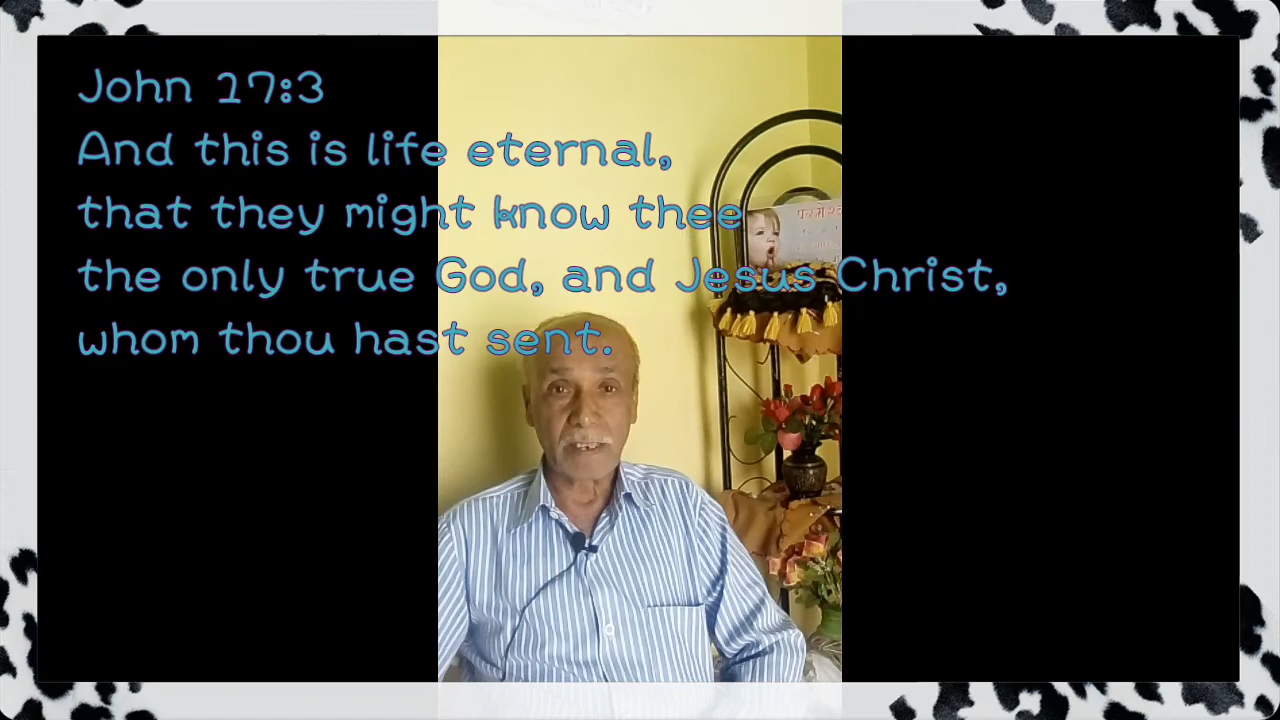 John 17:3
And this is life eternal,
that they might know thee
the only true God, and Jesus Christ,
whom thou hast sent.